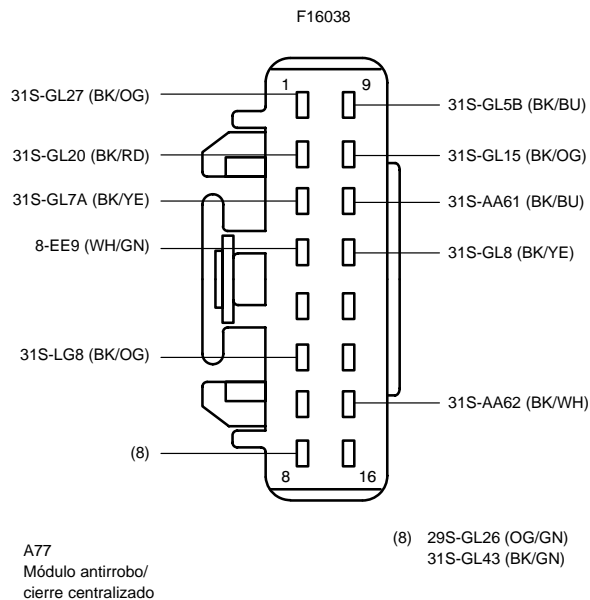 F16038
1
9
31S-GL27 (BK/OG)
31S-GL5B (BK/BU)
31S-GL20 (BK/RD)
31S-GL15 (BK/OG)
31S-GL7A (BK/YE)
31S-AA61 (BK/BU)
8-EE9 (WH/GN)
31S-GL8 (BK/YE)
31S-LG8 (BK/OG)
31S-AA62 (BK/WH)
(8)
8
16
(8) 29S-GL26 (OG/GN)
31S-GL43 (BK/GN)
A77
Módulo antirrobo/
cierre centralizado